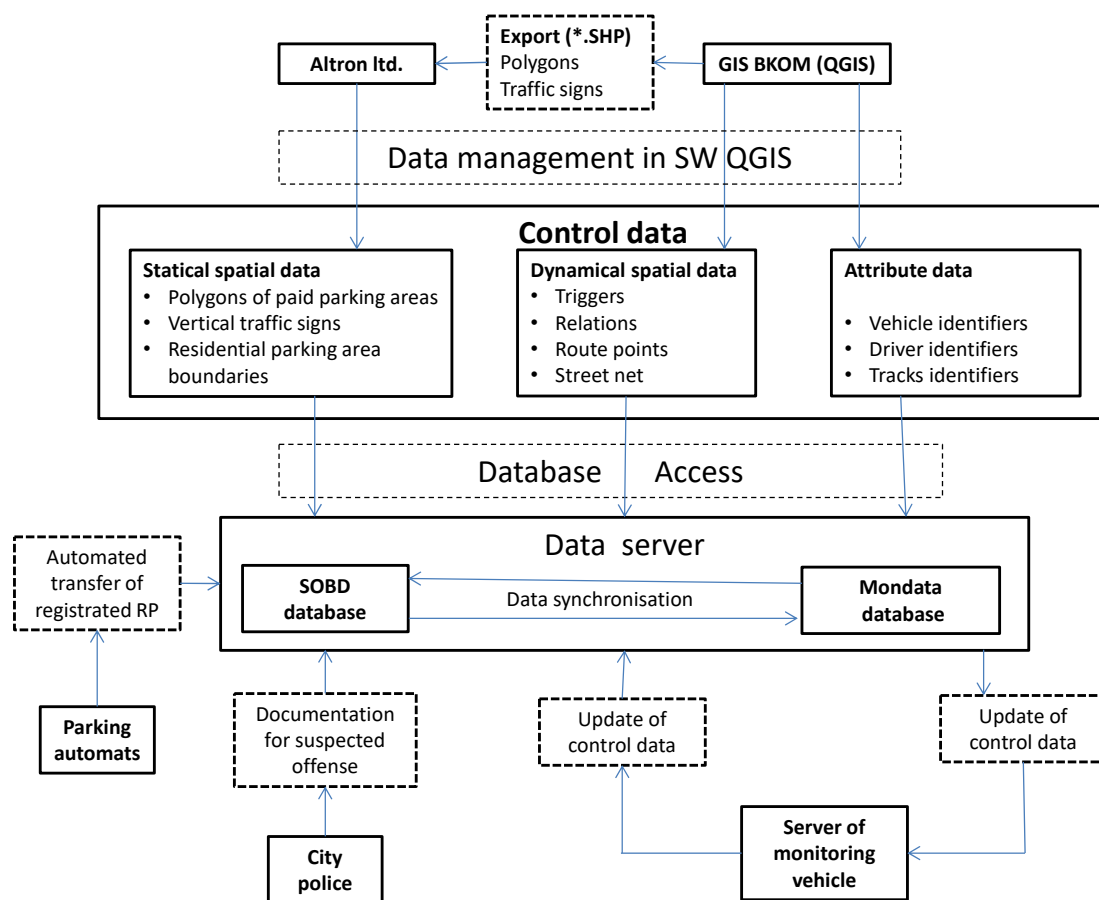 Export (*.SHP)
Polygons
Traffic signs
Altron ltd.
GIS BKOM (QGIS)
Data management in SW QGIS
Control data
Statical spatial data
• Polygons of paid parking areas
• Vertical traffic signs
• Residential parking area
boundaries
Dynamical spatial data
• Triggers
• Relations
• Route points
• Street net
Attribute data
• Vehicle identifiers
• Driver identifiers
• Tracks identifiers
Database Access
Data server
Automated
transfer of
registrated RP
SOBD
database
Data synchronisation
Mondata
database
Parking
automats
Documentation
for suspected
offense
Update of
control data
Update of
control data
City
police
Server of
monitoring
vehicle